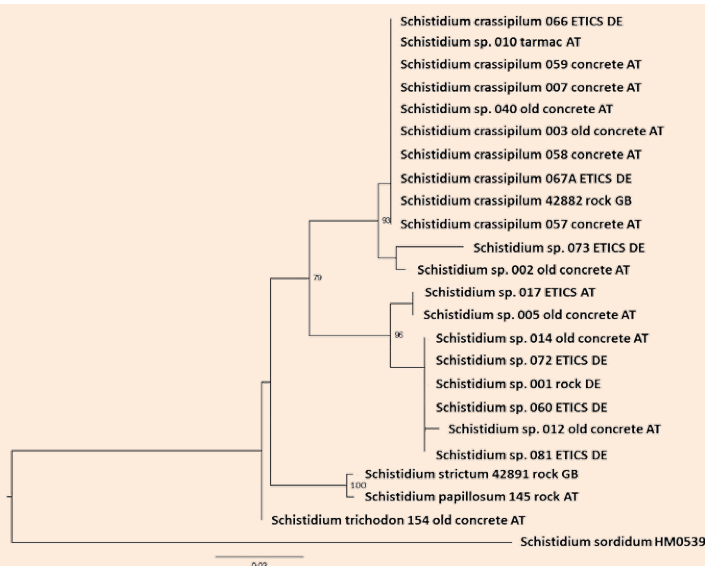 Schistidium crassipilum 066 ETICS DE
Schistidium sp. 010 tarmac AT
Schistidium crassipilum 059 concrete AT
Schistidium crassipilum 007 concrete AT
Schistidium sp. 040 old concrete AT
Schistidium crassipilum 003 old concrete AT
Schistidium crassipilum 058 concrete AT
Schistidium crassipilum 067A ETICS DE
Schistidium crassipilum 42882 rock GB
93
Schistidium crassipilum 057 concrete AT
Schistidium sp. 073 ETICS DE
Schistidium sp. 002 old concrete AT
79
Schistidium sp. 017 ETICS AT
Schistidium sp. 005 old concrete AT
96
Schistidium sp. 014 old concrete AT
Schistidium sp. 072 ETICS DE
Schistidium sp. 001 rock DE
Schistidium sp. 060 ETICS DE
Schistidium sp. 012 old concrete AT
Schistidium sp. 081 ETICS DE
Schistidium strictum 42891 rock GB
100
Schistidium papillosum 145 rock AT
Schistidium trichodon 154 old concrete AT
Schistidium sordidum HM0539